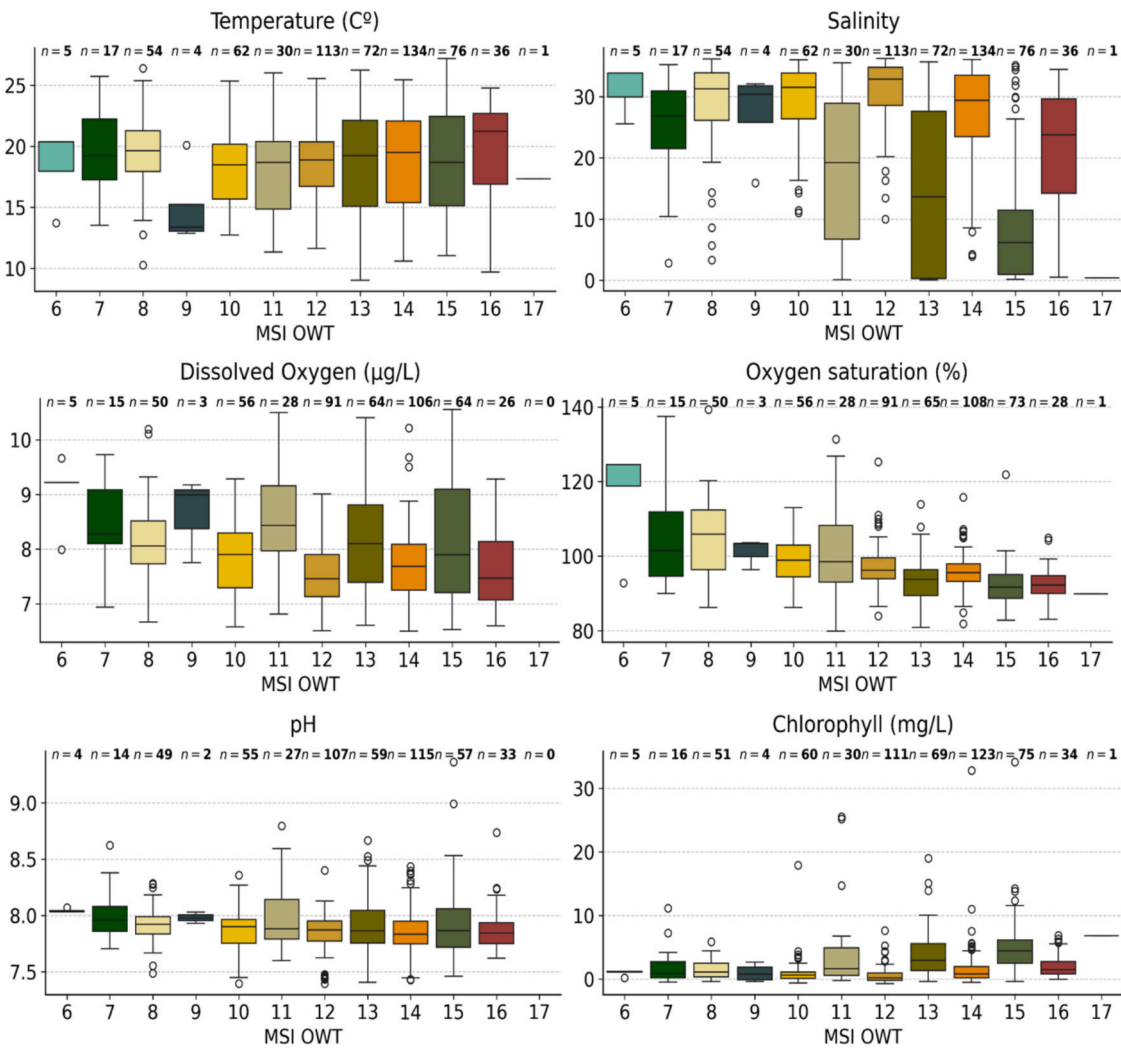 Temperature (Cº)
n = 5 n = 17 n = 54 n = 4 n = 62 n = 30 n = 113 n = 72 n = 134 n = 76 n = 36 n = 1
25
20
15
10
6 7 8 9 10 11 12 13 14 15 16 17
MSI OWT
Salinity
n = 5 n = 17 n = 54 n = 4 n = 62 n = 30 n = 113 n = 72 n = 134 n = 76 n = 36 n = 1
30
20
10
0
6 7 8 9 10 11 12 13 14 15 16 17
MSI OWT
Dissolved Oxygen (μg/L)
n = 5 n = 15 n = 50 n = 3 n = 56 n = 28 n = 91 n = 64 n = 106 n = 64 n = 26 n = 0
10
9
8
7
6 7 8 9 10 11 12 13 14 15 16 17
MSI OWT
Oxygen saturation (%)
n = 5 n = 15 n = 50 n = 3 n = 56 n = 28 n = 91 n = 65 n = 108 n = 73 n = 28 n = 1
140
120
100
80
6 7 8 9 10 11 12 13 14 15 16 17
MSI OWT
pH
n = 4 n = 14 n = 49 n = 2 n = 55 n = 27 n = 107 n = 59 n = 115 n = 57 n = 33 n = 0
9.0
8.5
8.0
7.5
6 7 8 9 10 11 12 13 14 15 16 17
MSI OWT
Chlorophyll (mg/L)
n = 5 n = 16 n = 51 n = 4 n = 60 n = 30 n = 111 n = 69 n = 123 n = 75 n = 34 n = 1
30
20
10
0
6 7 8 9 10 11 12 13 14 15 16 17
MSI OWT